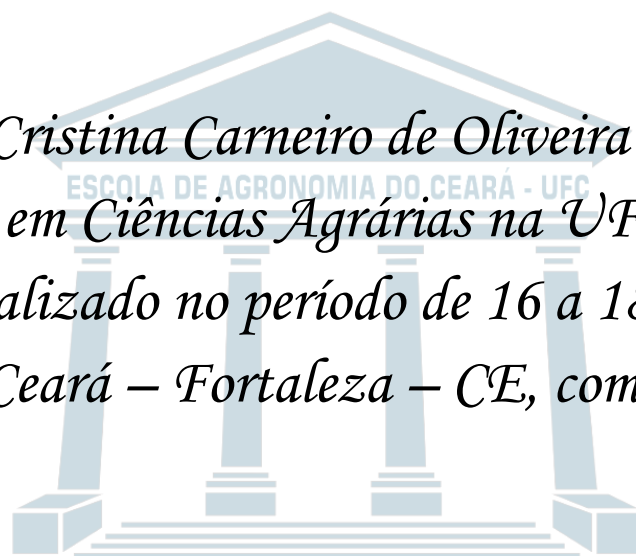 Cristina Carneiro de Oliveira
ESCOLA DE AGRONOMIA DO CEARÁ - UFC
em Ciências Agrárias na UF
alizado no período de 16 a 18
Ceará – Fortaleza – CE, com